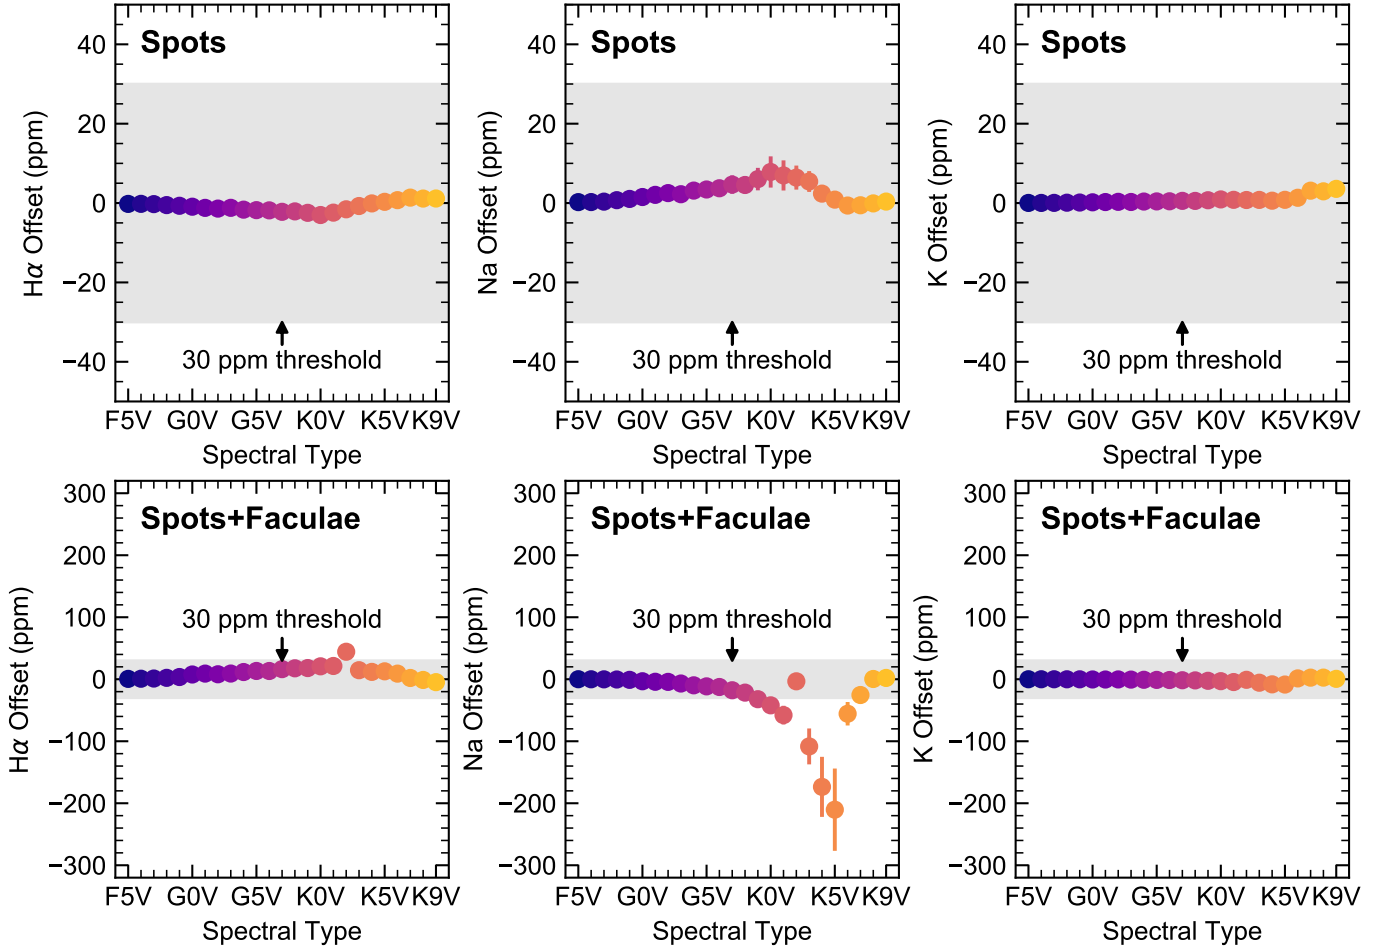 Spots
Hα Offset (ppm)
40
20
0
−20
−40
30 ppm threshold
F5V G0V G5V K0V K5V K9V
Spectral Type
Spots
Na Offset (ppm)
40
20
0
−20
−40
30 ppm threshold
F5V G0V G5V K0V K5V K9V
Spectral Type
Spots
K Offset (ppm)
40
20
0
−20
−40
30 ppm threshold
F5V G0V G5V K0V K5V K9V
Spectral Type
Spots+Faculae
Hα Offset (ppm)
300
200
100
0
−100
−200
−300
30 ppm threshold
F5V G0V G5V K0V K5V K9V
Spectral Type
Spots+Faculae
Na Offset (ppm)
300
200
100
0
−100
−200
−300
30 ppm threshold
F5V G0V G5V K0V K5V K9V
Spectral Type
Spots+Faculae
K Offset (ppm)
300
200
100
0
−100
−200
−300
30 ppm threshold
F5V G0V G5V K0V K5V K9V
Spectral Type